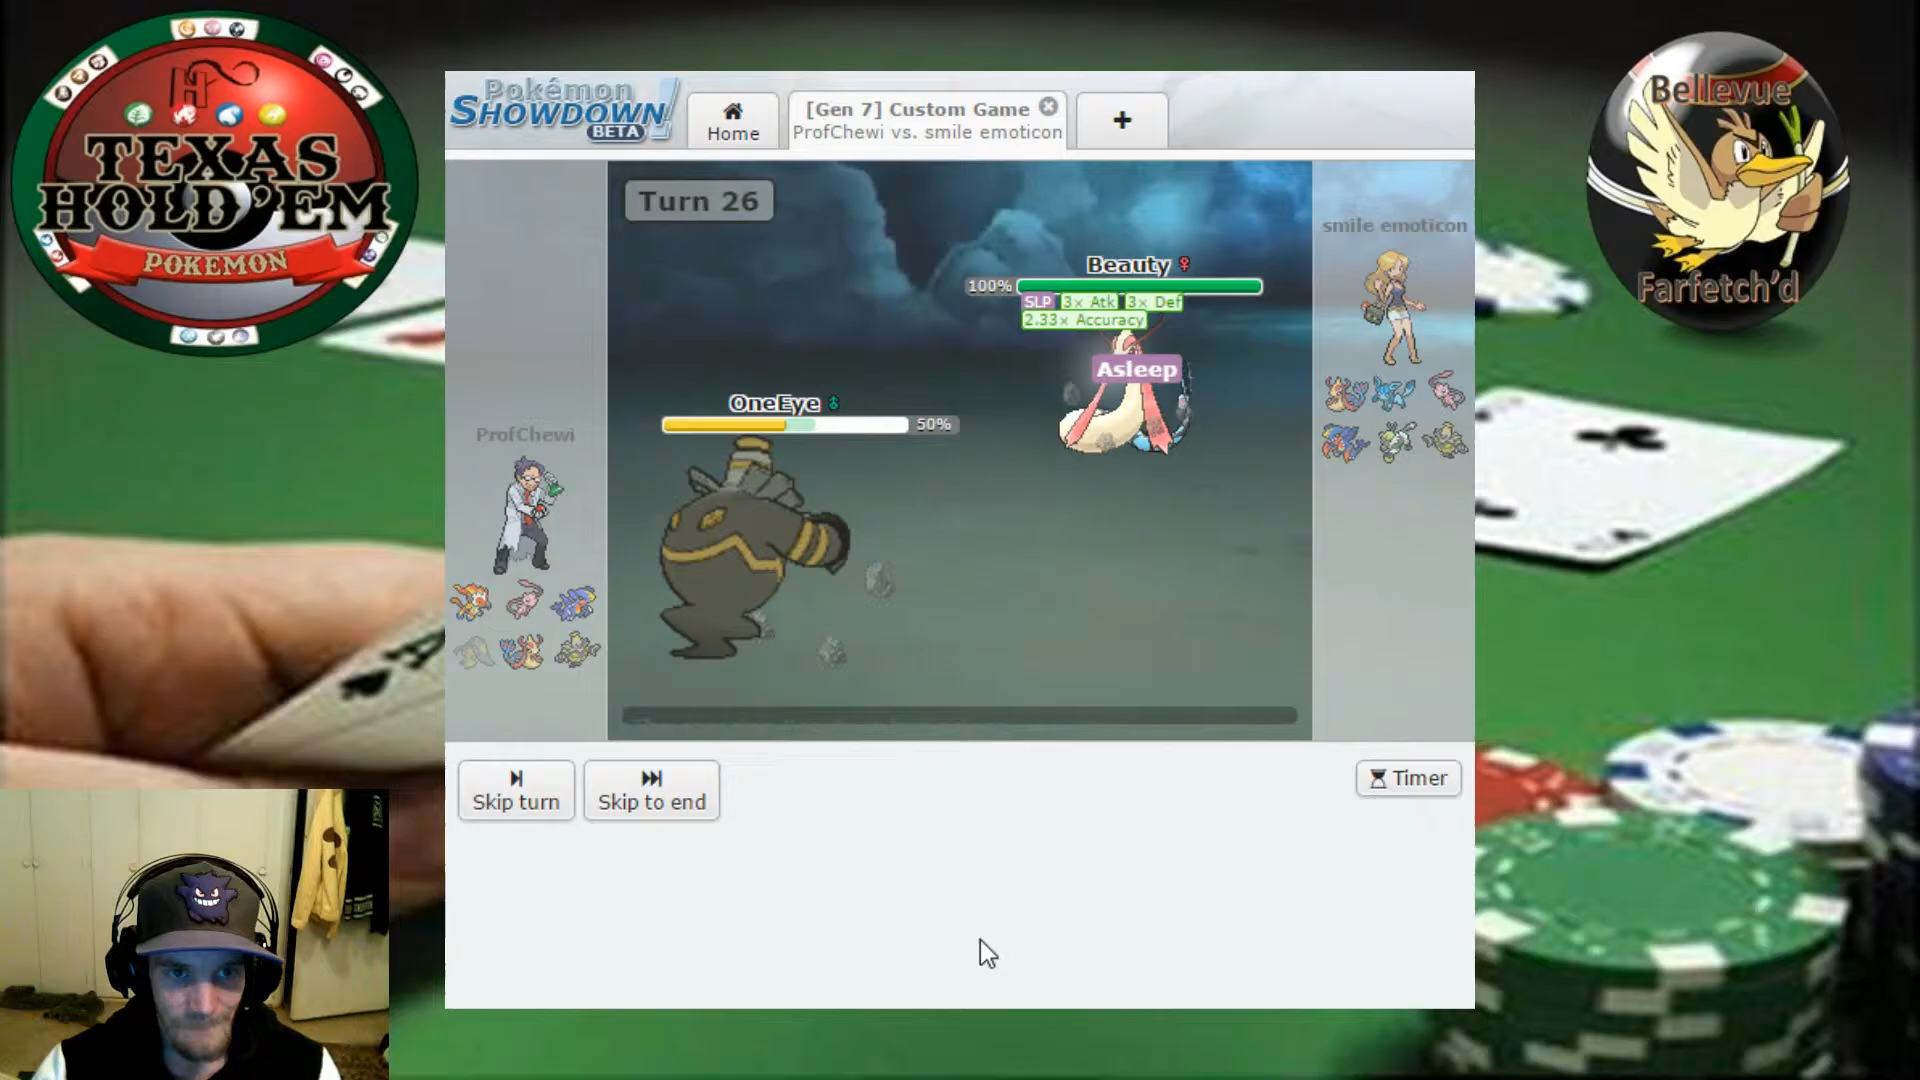 TEXAS
HOLD'EM
POKEMON
Bellevue
Farfetch'd
Pokémon
SHOWDOWN!
BETA
Home
[Gen 7] Custom Game
ProfChewi vs. smile emoticon
+
Turn 26
smile emoticon
Beauty ♀
100%
SLP 3× Atk 3× Def
2.33× Accuracy
Asleep
OneEye ♂
50%
ProfChewi
Skip turn
Skip to end
Timer